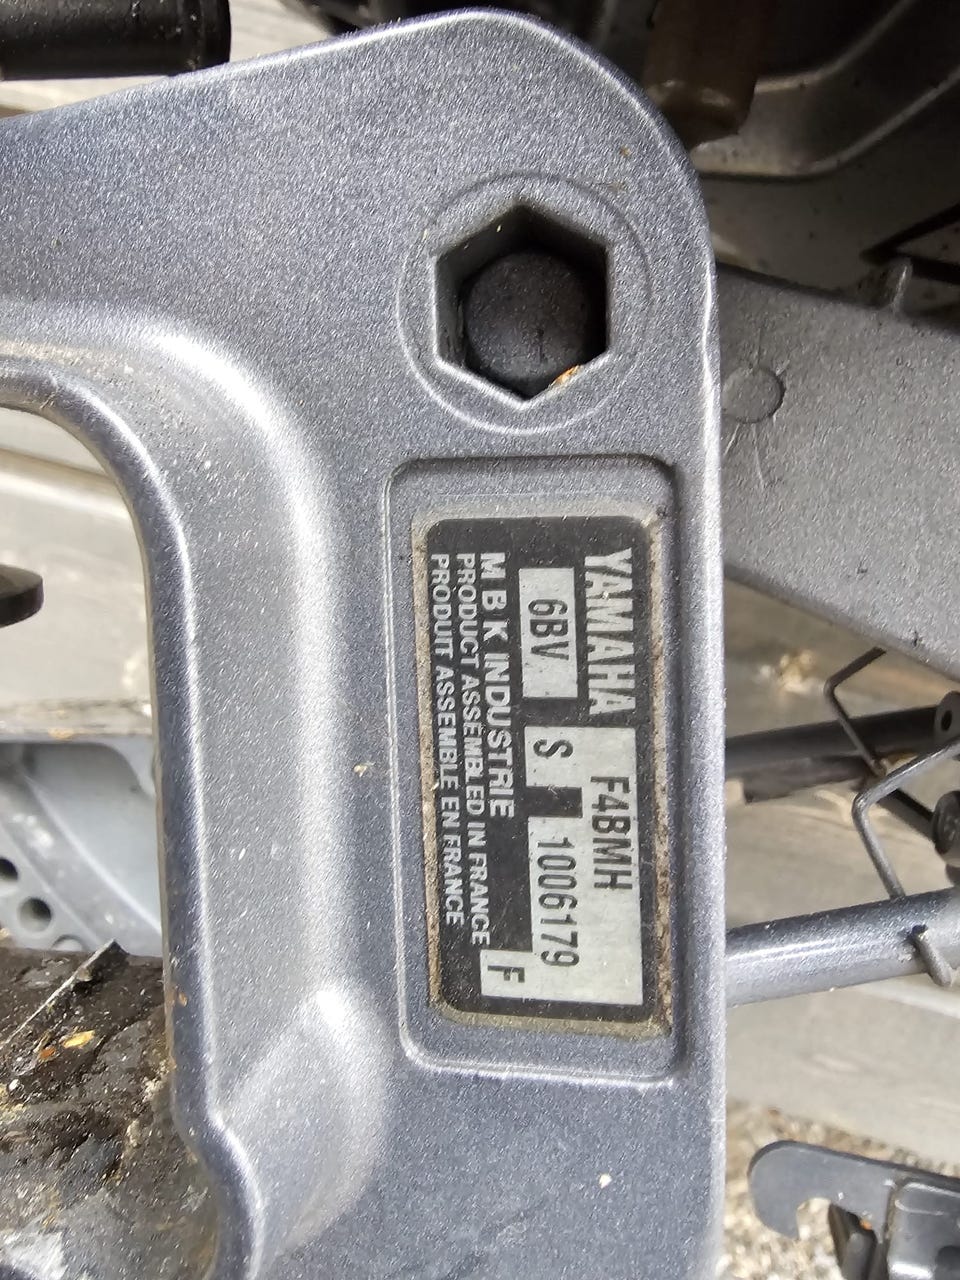 YAMAHA F4BMH
6BV S 1006179
M B K INDUSTRIE F
PRODUCT ASSEMBLED IN FRANCE
PRODUIT ASSEMBLE EN FRANCE